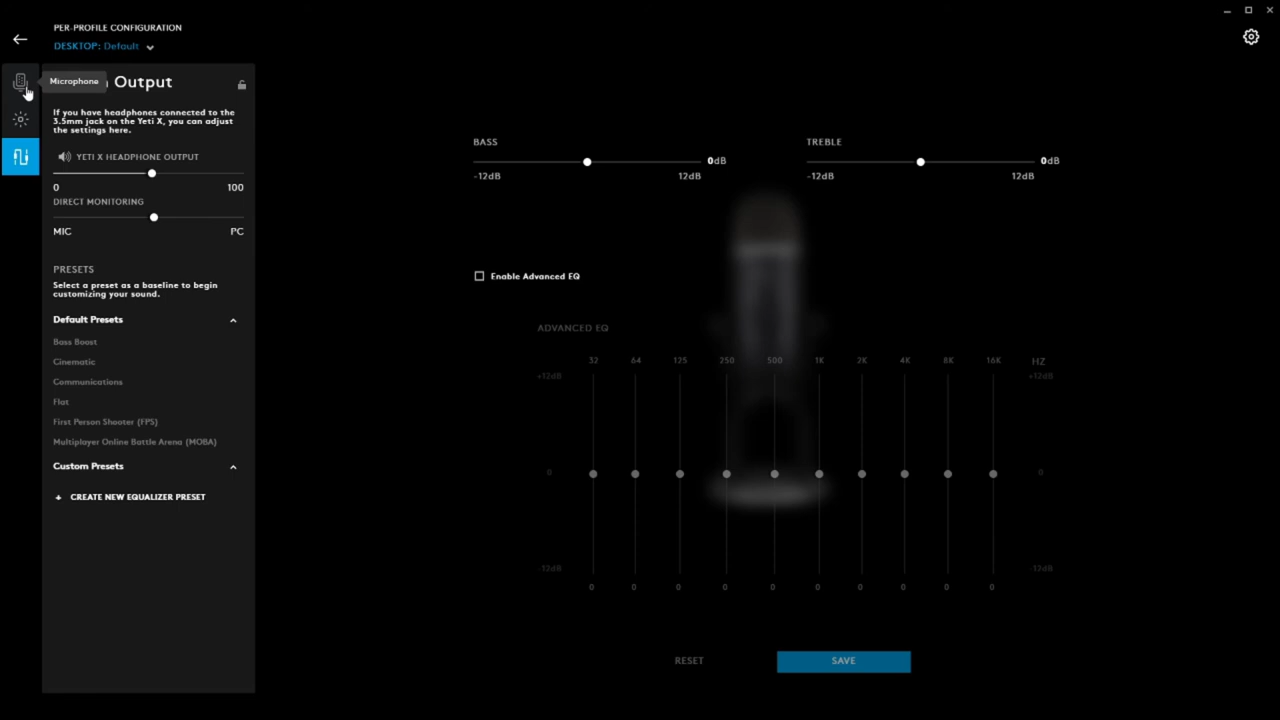 PER-PROFILE CONFIGURATION
DESKTOP: Default
Microphone
Output
If you have headphones connected to the
3.5mm jack on the Yeti X, you can adjust
the settings here.
YETI X HEADPHONE OUTPUT
0 100
DIRECT MONITORING
MIC PC
PRESETS
Select a preset as a baseline to begin
customizing your sound.
Default Presets
Bass Boost
Cinematic
Communications
Flat
First Person Shooter (FPS)
Multiplayer Online Battle Arena (MOBA)
Custom Presets
+ CREATE NEW EQUALIZER PRESET
BASS
0dB
-12dB 12dB
TREBLE
0dB
-12dB 12dB
Enable Advanced EQ
ADVANCED EQ
32 64 125 250 500 1K 2K 4K 8K 16K HZ
+12dB +12dB
0 0
-12dB -12dB
0 0 0 0 0 0 0 0 0 0
RESET SAVE